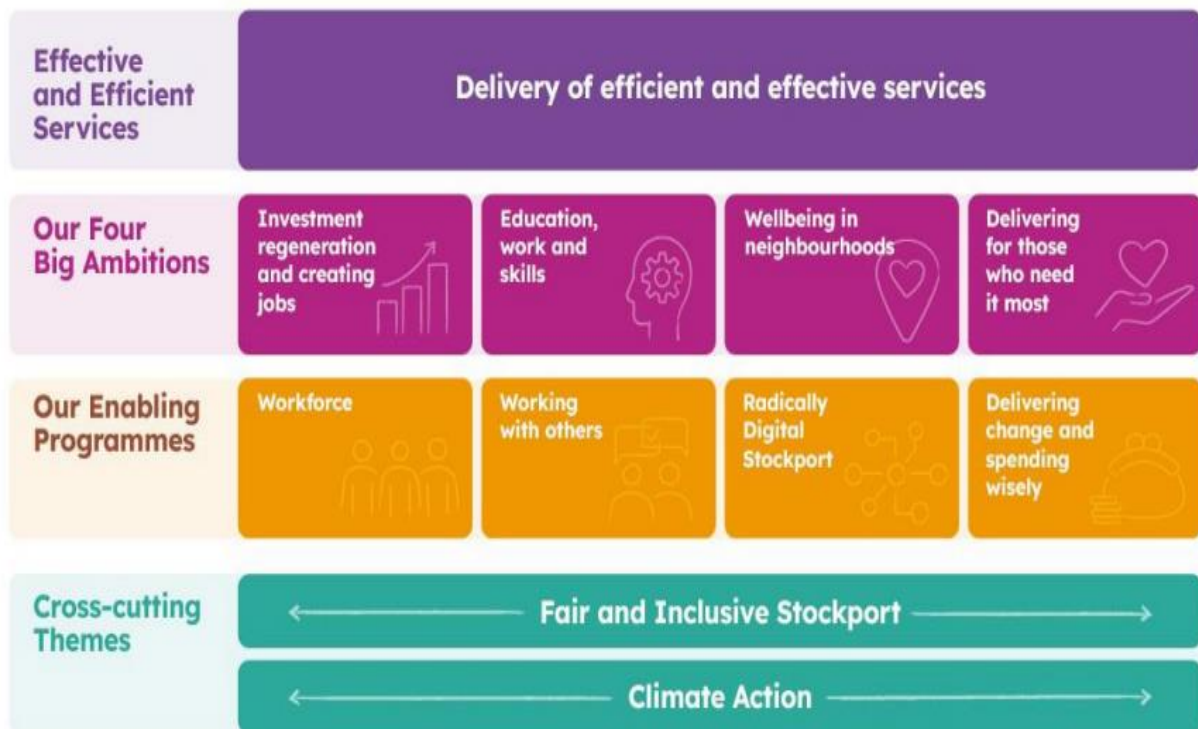 Effective
and Efficient
Services
Delivery of efficient and effective services
Our Four
Big Ambitions
Investment
regeneration
and creating
jobs
Education,
work and
skills
Wellbeing in
neighbourhoods
Delivering
for those
who need
it most
Our Enabling
Programmes
Workforce
Working
with others
Radically
Digital
Stockport
Delivering
change and
spending
wisely
Cross-cutting
Themes
Fair and Inclusive Stockport
Climate Action